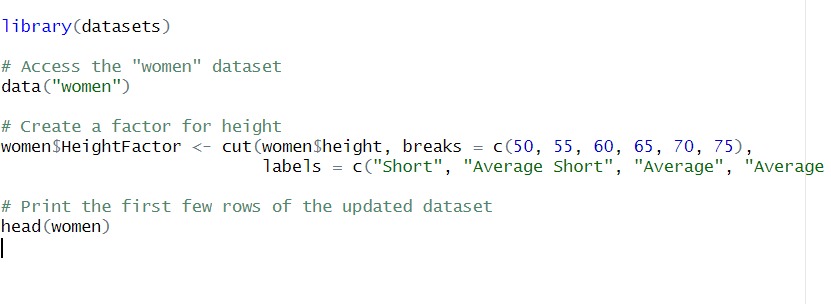 library(datasets)
# Access the "women" dataset
data("women")
# Create a factor for height
women$HeightFactor <- cut(women$height, breaks = c(50, 55, 60, 65, 70, 75),
labels = c("Short", "Average Short", "Average", "Average
# Print the first few rows of the updated dataset
head(women)